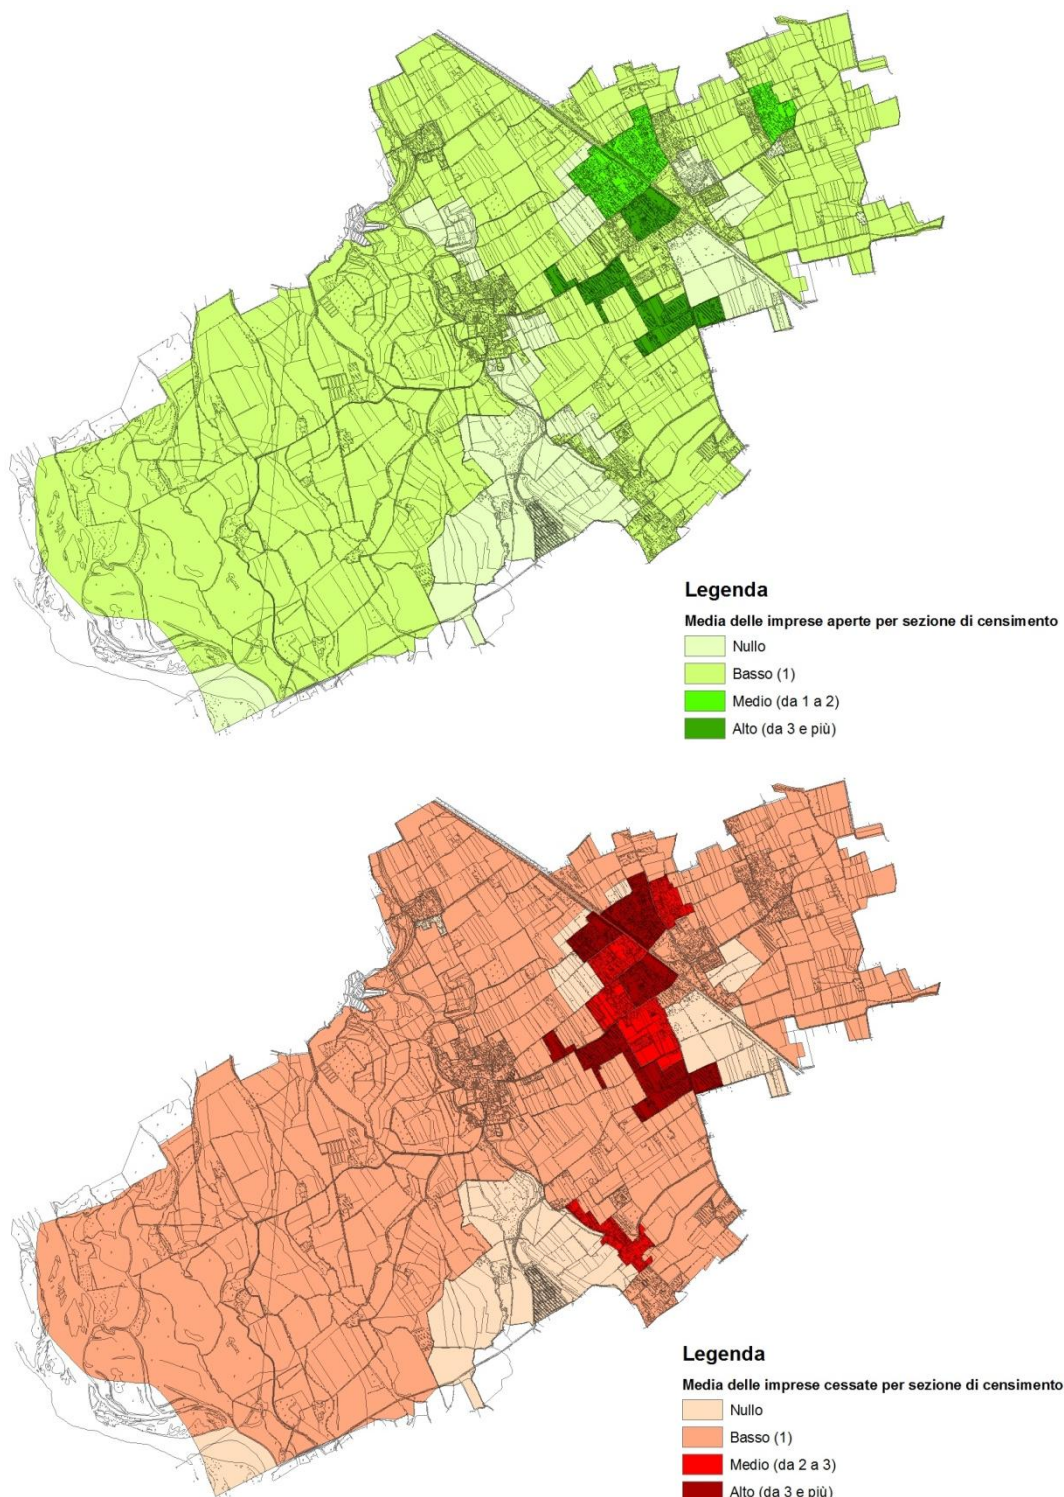 Legenda
Media delle imprese aperte per sezione di censimento
Nullo
Basso (1)
Medio (da 1 a 2)
Alto (da 3 e più)
Legenda
Media delle imprese cessate per sezione di censimento
Nullo
Basso (1)
Medio (da 2 a 3)
Alto (da 3 e più)